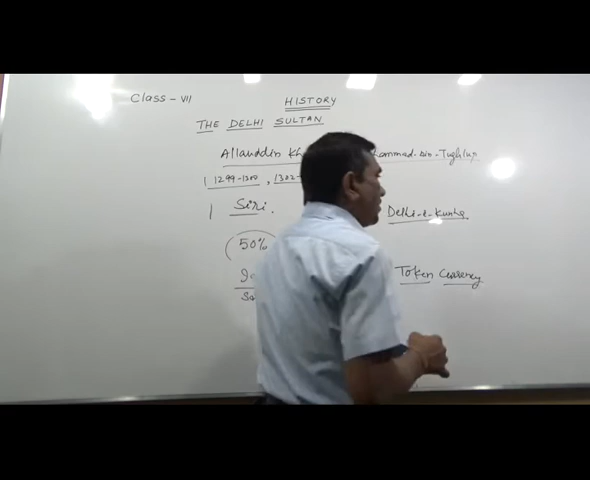 Class - VII
HISTORY
THE DELHI SULTAN
Allauddin Kh
ammad-bin-Tughluq
1299-1300, 1302-
Siri.
Delhi-e-Kuhna
50%
Token Currency